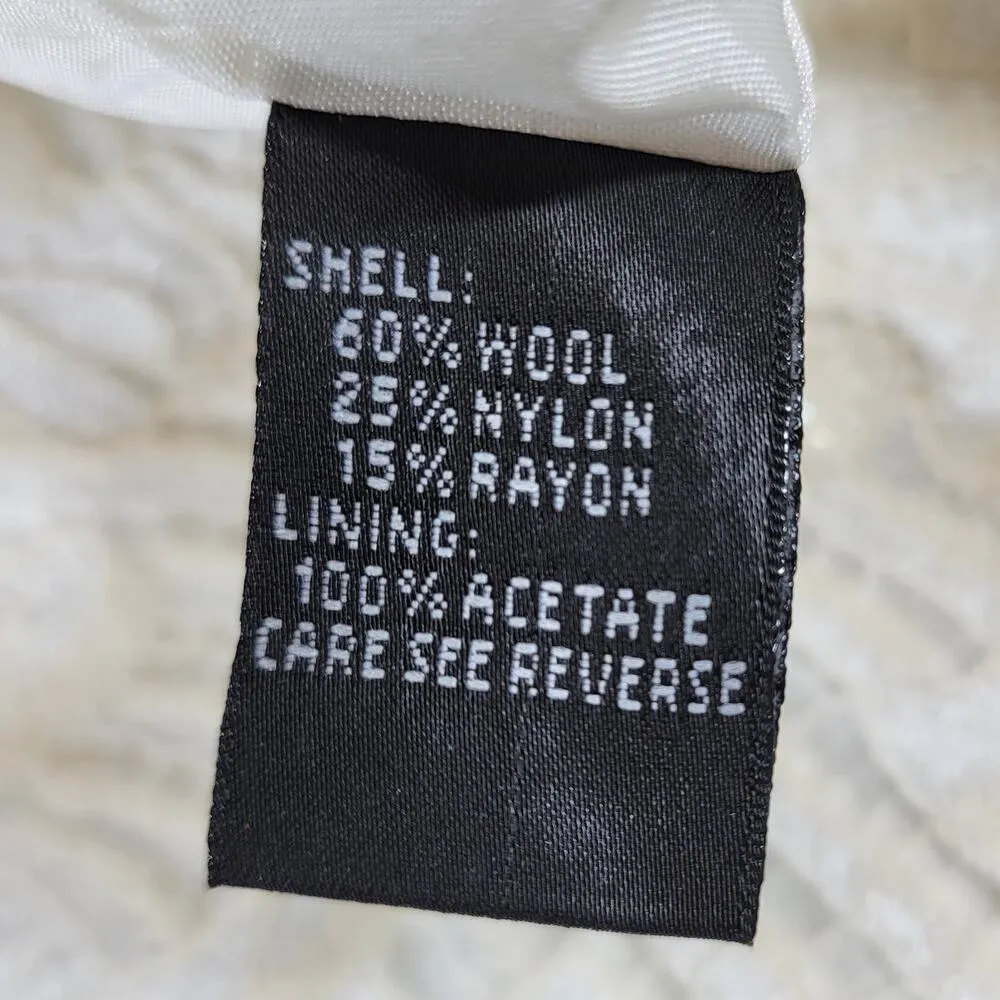 SHELL:
60% WOOL
25% NYLON
15% RAYON
LINING:
100% ACETATE
CARE SEE REVERSE